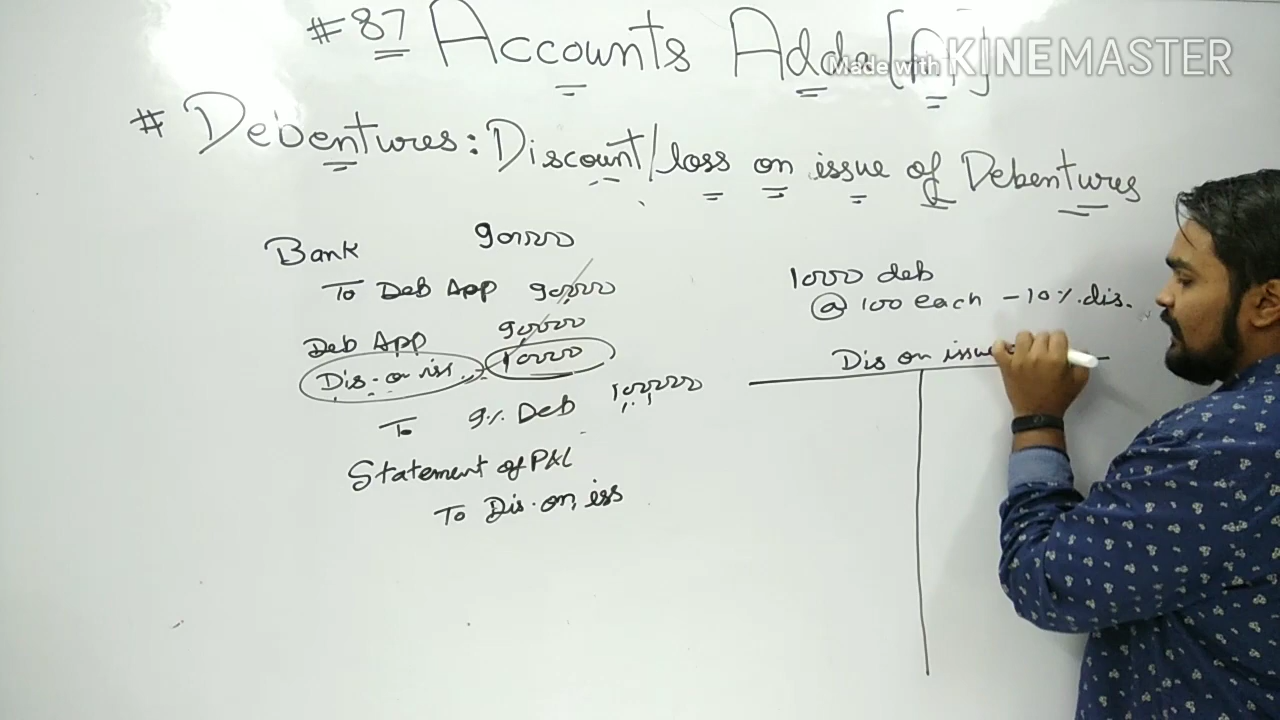 #87 Accounts Adda
Made with KINEMASTER
# Debentures: Discount/loss on issue of Debentures
Bank 90000
To Deb App 90000
Deb App 90000
Dis. on iss. 10000
To 9% Deb 100000
Statement of P&L
To Dis. on iss
1000 deb
@ 100 each - 10% dis.
Dis on issue